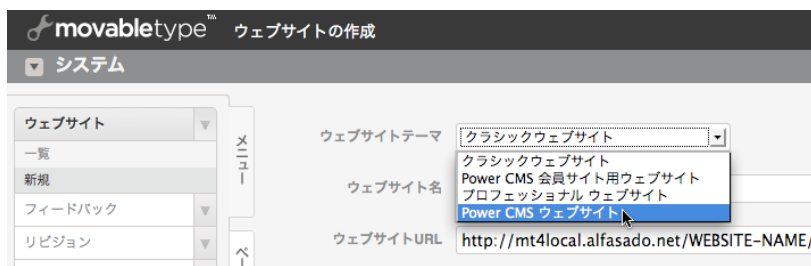 movabletype™ ウェブサイトの作成
システム
ウェブサイト
一覧
新規
フィードバック
リビジョン
メニュー
ペー
ウェブサイトテーマ クラシックウェブサイト
クラシックウェブサイト
Power CMS 会員サイト用ウェブサイト
プロフェッショナル ウェブサイト
Power CMS ウェブサイト
ウェブサイト名
ウェブサイトURL http://mt4local.alfasado.net/WEBSITE-NAME/